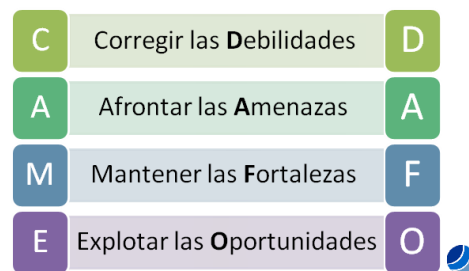 C Corregir las Debilidades D
A Afrontar las Amenazas A
M Mantener las Fortalezas F
E Explotar las Oportunidades O